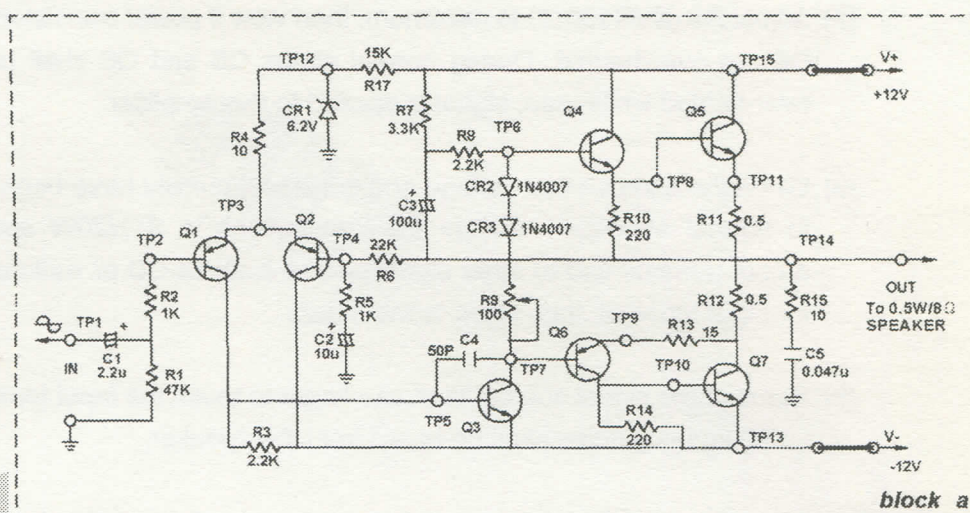 TP12
15K
R17
TP15
V+
+12V
CR1
6.2V
R4
10
R7
3.3K
R8
2.2K
TP6
Q4
Q5
CR2
1N4007
TP8
TP11
TP3
C3
100u
+
CR3
1N4007
R10
220
R11
0.5
TP2
Q1
Q2
TP4
22K
R6
TP14
OUT
To 0.5W/8Ω
SPEAKER
R2
1K
R5
1K
R9
100
R12
0.5
R15
10
TP1
+
C1
2.2u
IN
C2
10u
+
50P
C4
Q6
TP9
R13
15
TP7
TP10
Q7
C5
0.047u
R1
47K
TP5
Q3
R14
220
TP13
R3
2.2K
V-
-12V
block a